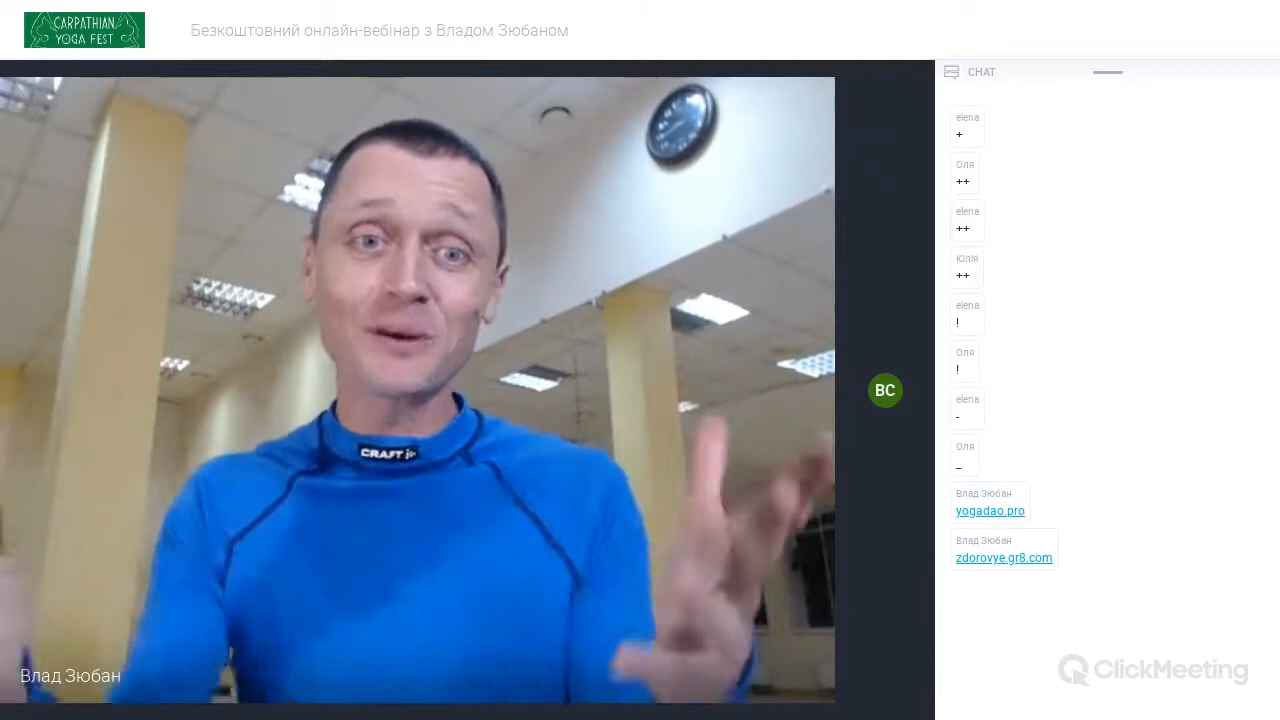 CARPATHIAN
YOGA FEST
Безкоштовний онлайн-вебінар з Владом Зюбаном
CRAFT
Влад Зюбан
BC
CHAT
elena
+
Оля
++
elena
++
Юлія
++
elena
!
Оля
!
elena
-
Оля
_
Влад Зюбан
yogadao.pro
Влад Зюбан
zdorovye.gr8.com
ClickMeeting